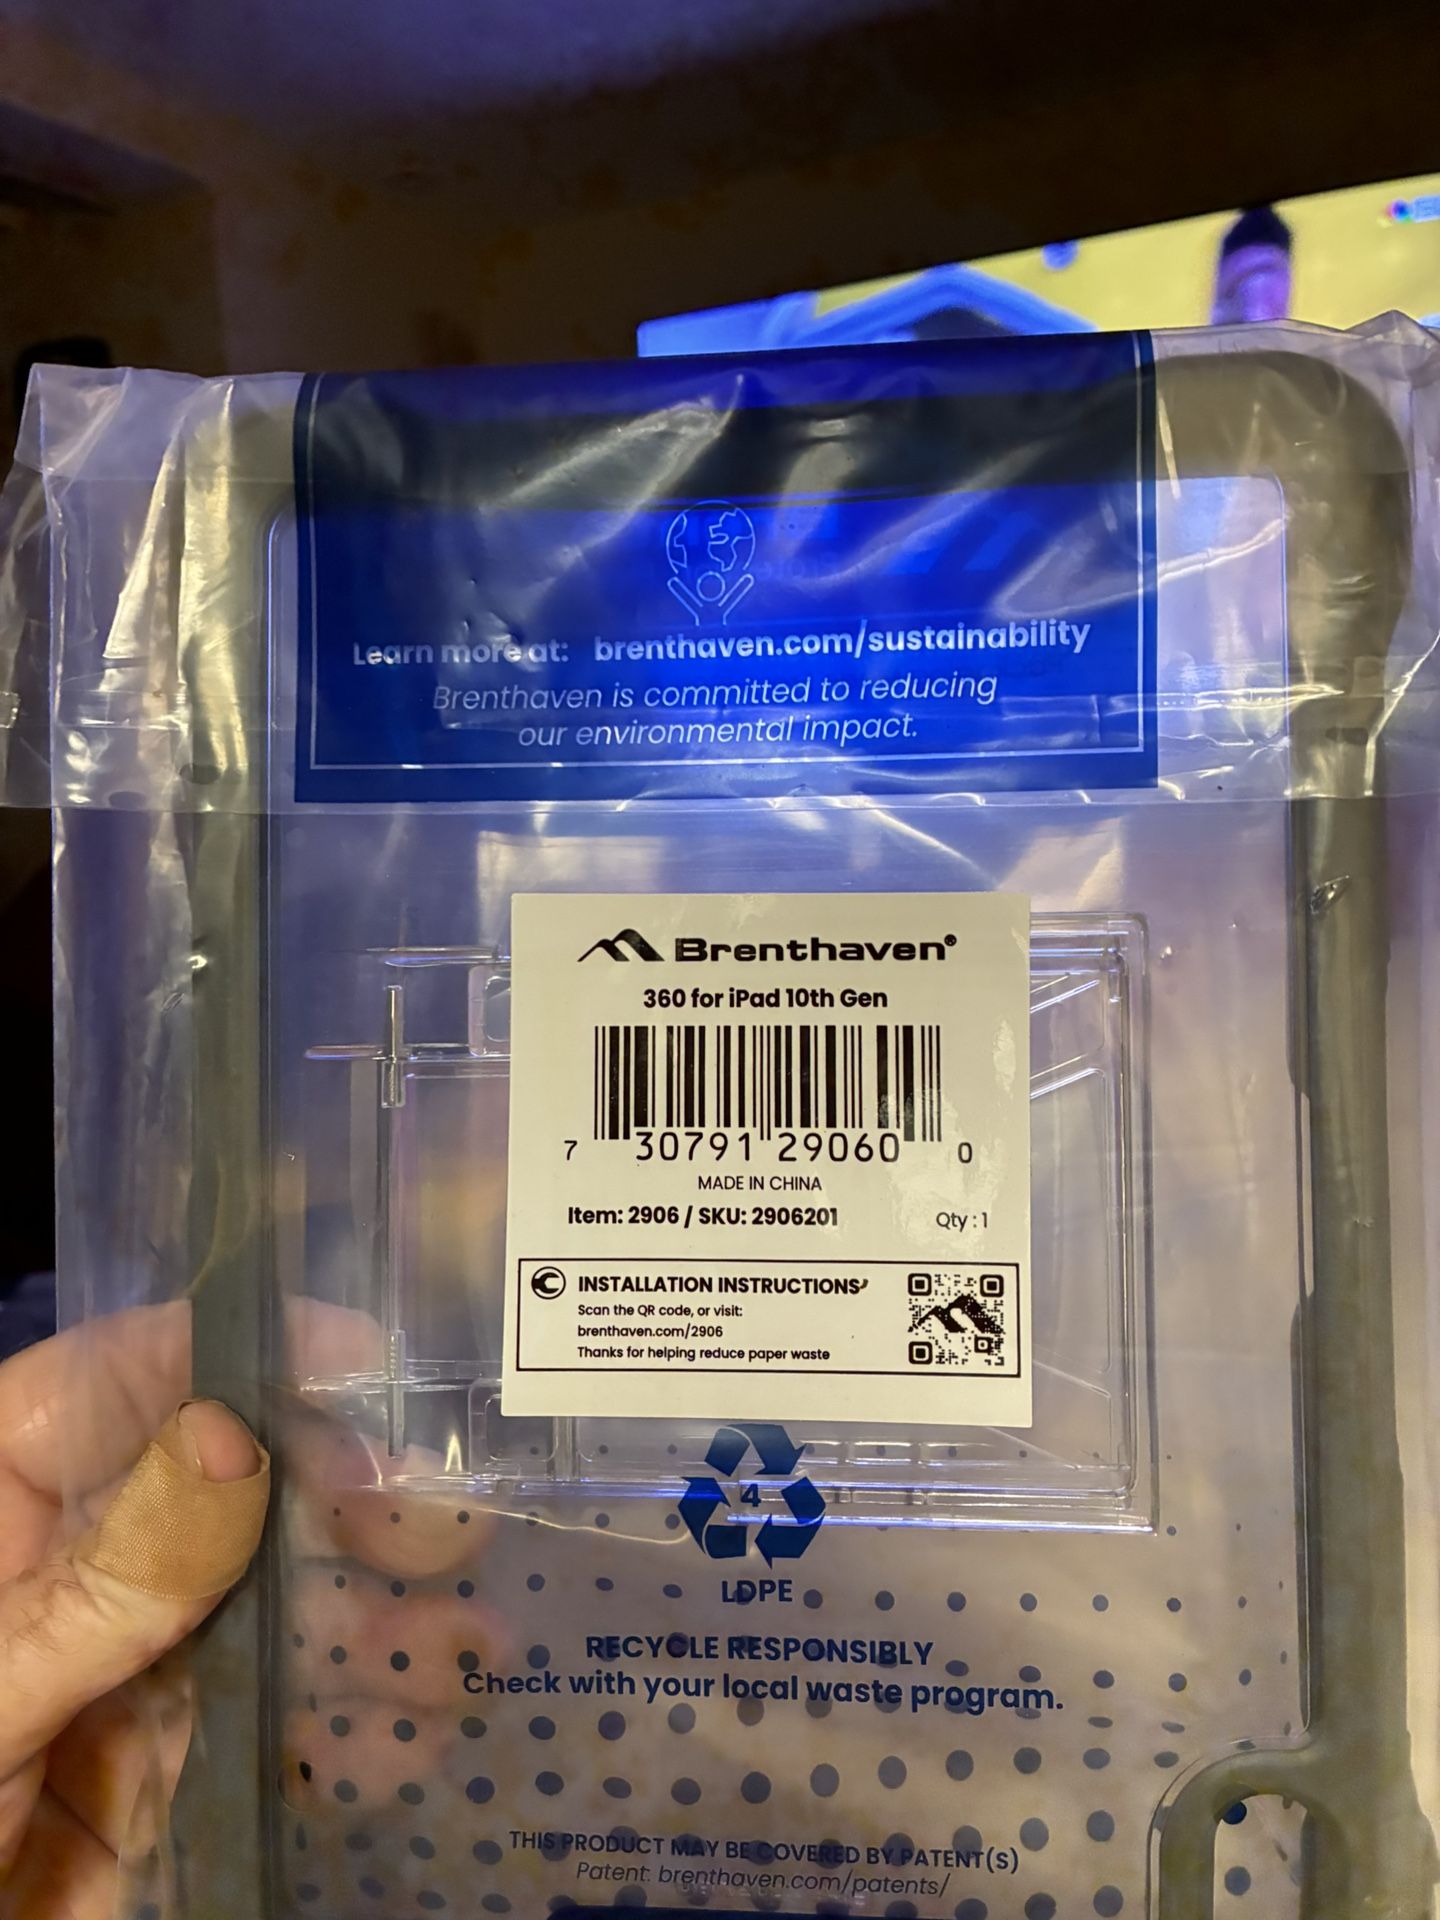 Learn more at: brenthaven.com/sustainability
Brenthaven is committed to reducing
our environmental impact.
Brenthaven®
360 for iPad 10th Gen
7 30791 29060 0
MADE IN CHINA
Item: 2906 / SKU: 2906201 Qty : 1
INSTALLATION INSTRUCTIONS
Scan the QR code, or visit:
brenthaven.com/2906
Thanks for helping reduce paper waste
4
LDPE
RECYCLE RESPONSIBLY
Check with your local waste program.
THIS PRODUCT MAY BE COVERED BY PATENT(S)
Patent: brenthaven.com/patents/